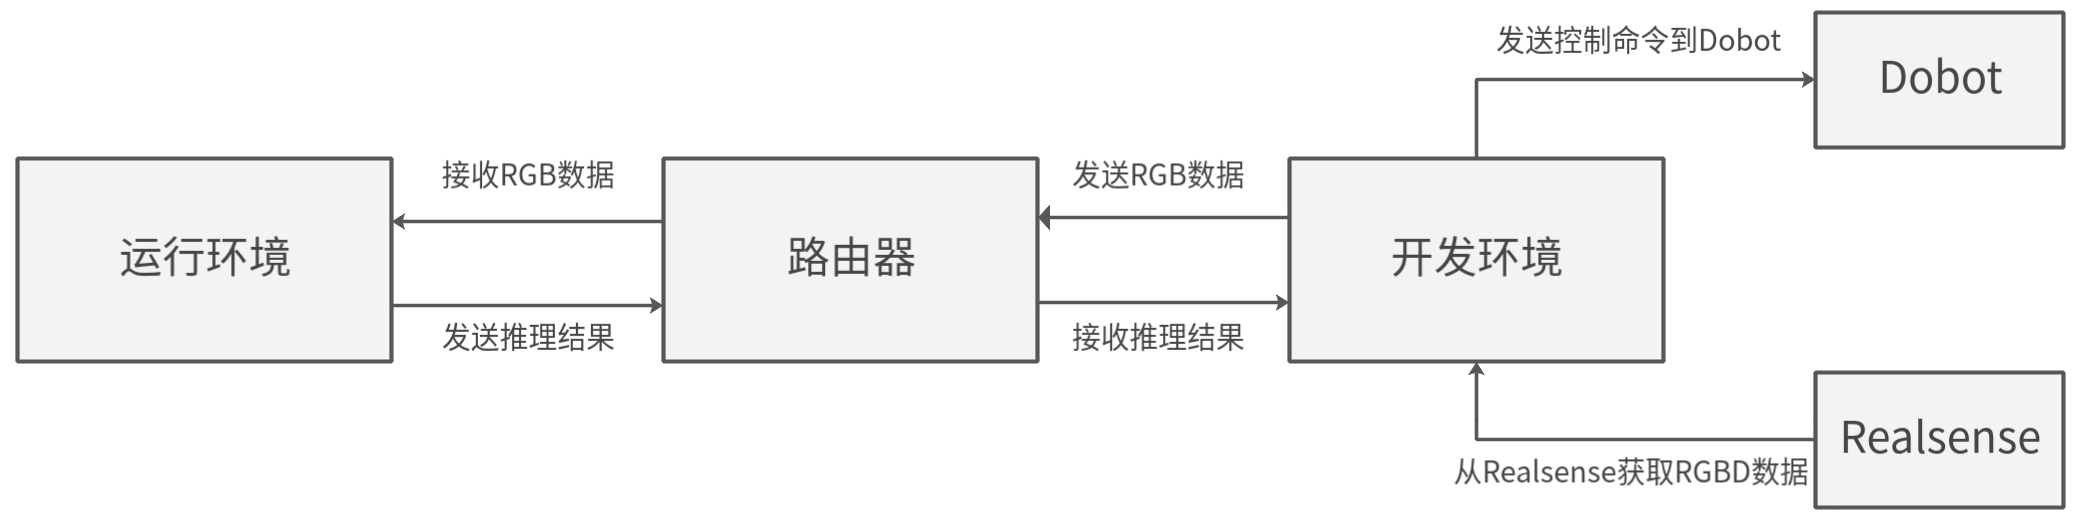 发送控制命令到Dobot
Dobot
接收RGB数据
发送RGB数据
运行环境
路由器
开发环境
发送推理结果
接收推理结果
Realsense
从Realsense获取RGBD数据